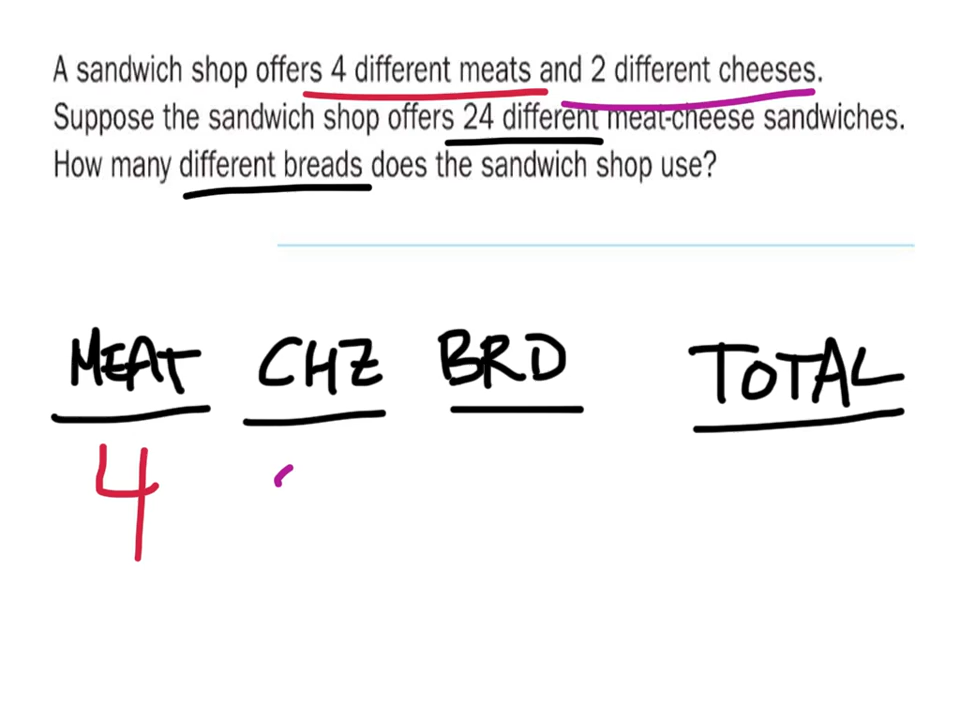 A sandwich shop offers 4 different meats and 2 different cheeses.
Suppose the sandwich shop offers 24 different meat-cheese sandwiches.
How many different breads does the sandwich shop use?
MEAT CHZ BRD TOTAL
4